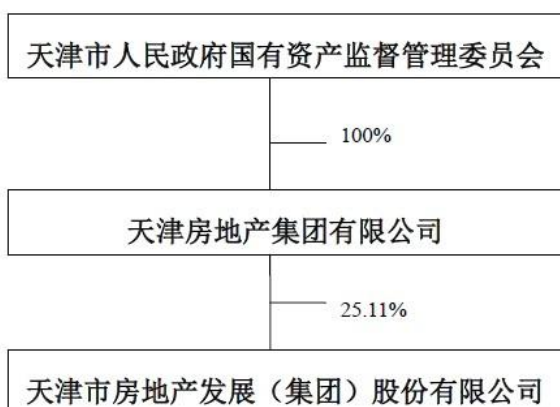 天津市人民政府国有资产监督管理委员会
100%
天津房地产集团有限公司
25.11%
天津市房地产发展（集团）股份有限公司